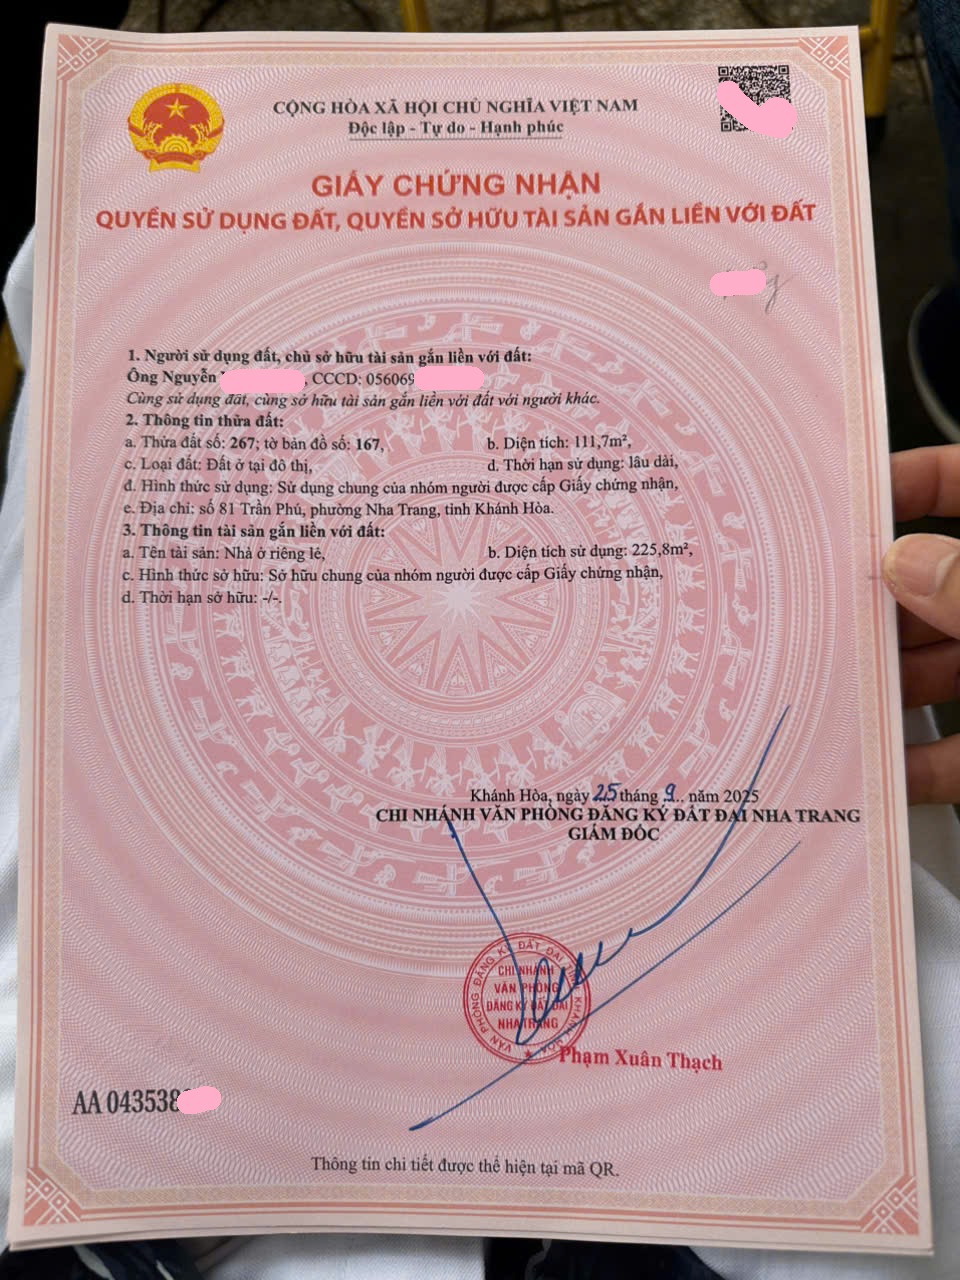 CỘNG HÒA XÃ HỘI CHỦ NGHĨA VIỆT NAM
Độc lập - Tự do - Hạnh phúc
GIẤY CHỨNG NHẬN
QUYỀN SỬ DỤNG ĐẤT, QUYỀN SỞ HỮU TÀI SẢN GẮN LIỀN VỚI ĐẤT
1. Người sử dụng đất, chủ sở hữu tài sản gắn liền với đất:
Ông Nguyễn , CCCD: 056069
Cùng sử dụng đất, cùng sở hữu tài sản gắn liền với đất với người khác.
2. Thông tin thửa đất:
a. Thửa đất số: 267; tờ bản đồ số: 167, b. Diện tích: 111,7m²,
c. Loại đất: Đất ở tại đô thị, d. Thời hạn sử dụng: lâu dài,
đ. Hình thức sử dụng: Sử dụng chung của nhóm người được cấp Giấy chứng nhận,
e. Địa chỉ: số 81 Trần Phú, phường Nha Trang, tỉnh Khánh Hòa.
3. Thông tin tài sản gắn liền với đất:
a. Tên tài sản: Nhà ở riêng lẻ, b. Diện tích sử dụng: 225,8m²,
c. Hình thức sở hữu: Sở hữu chung của nhóm người được cấp Giấy chứng nhận,
d. Thời hạn sở hữu: -/-.
Khánh Hòa, ngày 25 tháng 9.. năm 2025
CHI NHÁNH VĂN PHÒNG ĐĂNG KÝ ĐẤT ĐAI NHA TRANG
GIÁM ĐỐC
VĂN PHÒNG ĐĂNG KÝ ĐẤT ĐAI TỈNH KHÁNH HÒA
CHI NHÁNH
VĂN PHÒNG
ĐĂNG KÝ ĐẤT ĐAI
NHA TRANG
Phạm Xuân Thạch
AA 043538
Thông tin chi tiết được thể hiện tại mã QR.